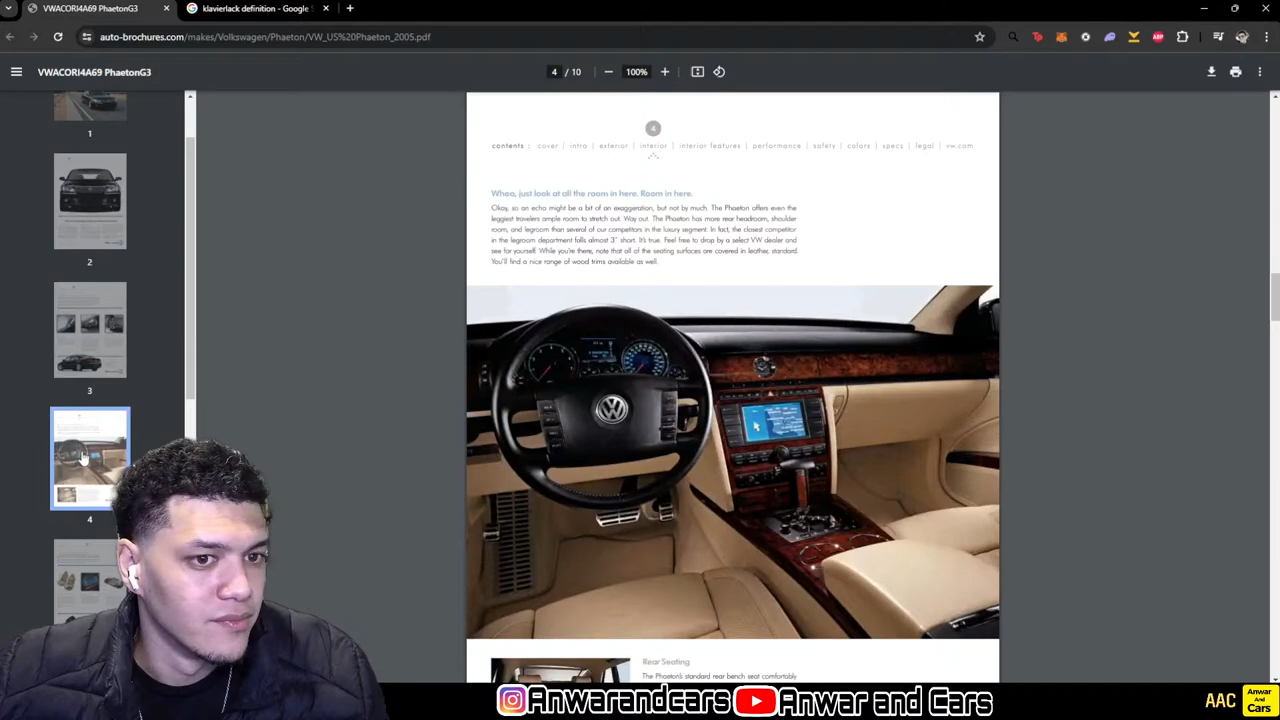 VWACORI4A69 PhaetonG3
klavierlack definition - Google S
auto-brochures.com/makes/Volkswagen/Phaeton/VW_US%20Phaeton_2005.pdf
VWACORI4A69 PhaetonG3
4 / 10
100%
1
2
3
4
4
contents : cover | intro | exterior | interior | interior features | performance | safety | colors | specs | legal | vw.com
Whoa, just look at all the room in here. Room in here.
Okay, so an echo might be a bit of an exaggeration, but not by much. The Phaeton offers even the
leggiest travelers ample room to stretch out. Way out. The Phaeton has more rear headroom, shoulder
room, and legroom than several of our competitors in the luxury segment. In fact, the closest competitor
in the legroom department falls almost 3" short. It's true. Feel free to drop by a select VW dealer and
see for yourself. While you're there, note that all of the seating surfaces are covered in leather, standard.
You'll find a nice range of wood trims available as well.
Rear Seating
The Phaeton's standard rear bench seat comfortably
Anwarandcars
Anwar and Cars
AAC
Anwar
And
Cars